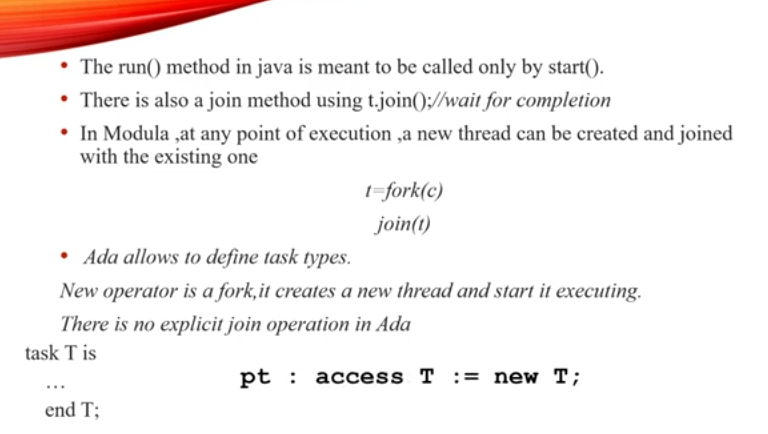 • The run() method in java is meant to be called only by start().
• There is also a join method using t.join();//wait for completion
• In Modula ,at any point of execution ,a new thread can be created and joined
with the existing one
t=fork(c)
join(t)
• Ada allows to define task types.
New operator is a fork,it creates a new thread and start it executing.
There is no explicit join operation in Ada
task T is
…
end T;
pt : access T := new T;